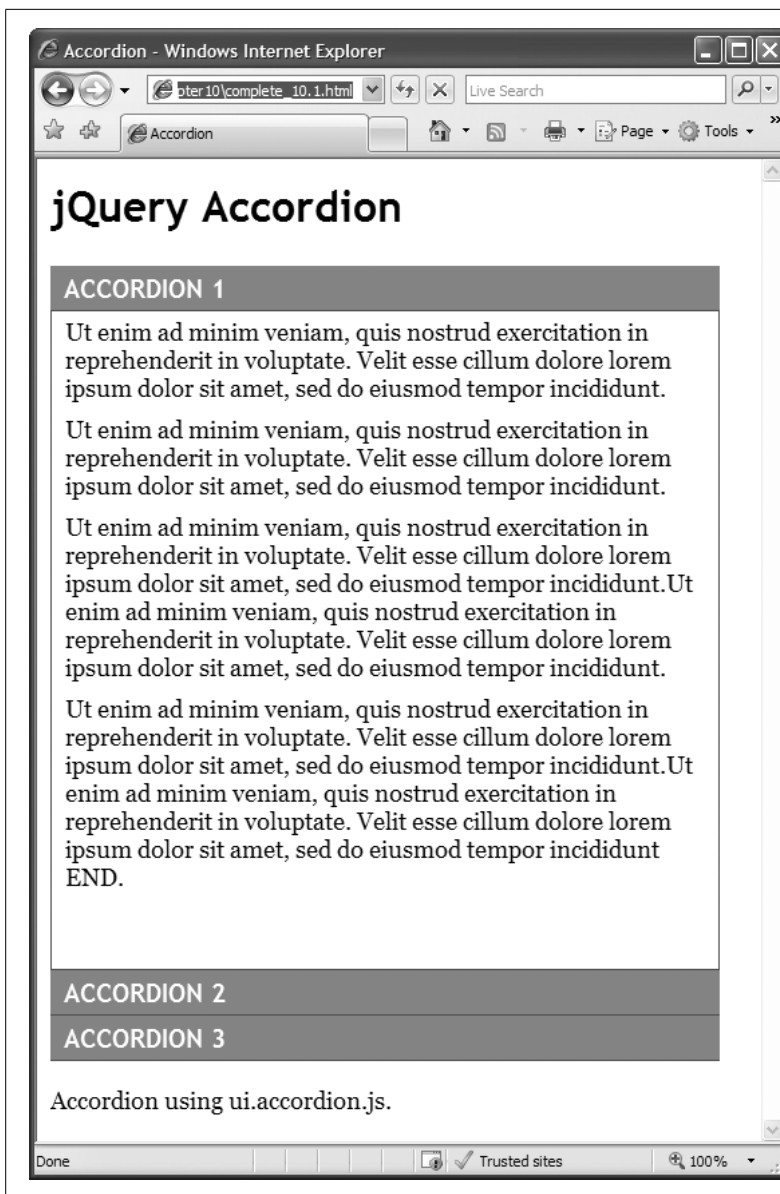 Accordion - Windows Internet Explorer
pter10\complete_10.1.html
Live Search
Accordion
Page
Tools
»
jQuery Accordion
ACCORDION 1
Ut enim ad minim veniam, quis nostrud exercitation in
reprehenderit in voluptate. Velit esse cillum dolore lorem
ipsum dolor sit amet, sed do eiusmod tempor incididunt.
Ut enim ad minim veniam, quis nostrud exercitation in
reprehenderit in voluptate. Velit esse cillum dolore lorem
ipsum dolor sit amet, sed do eiusmod tempor incididunt.
Ut enim ad minim veniam, quis nostrud exercitation in
reprehenderit in voluptate. Velit esse cillum dolore lorem
ipsum dolor sit amet, sed do eiusmod tempor incididunt.Ut
enim ad minim veniam, quis nostrud exercitation in
reprehenderit in voluptate. Velit esse cillum dolore lorem
ipsum dolor sit amet, sed do eiusmod tempor incididunt.
Ut enim ad minim veniam, quis nostrud exercitation in
reprehenderit in voluptate. Velit esse cillum dolore lorem
ipsum dolor sit amet, sed do eiusmod tempor incididunt.Ut
enim ad minim veniam, quis nostrud exercitation in
reprehenderit in voluptate. Velit esse cillum dolore lorem
ipsum dolor sit amet, sed do eiusmod tempor incididunt
END.
ACCORDION 2
ACCORDION 3
Accordion using ui.accordion.js.
Done
Trusted sites
100%